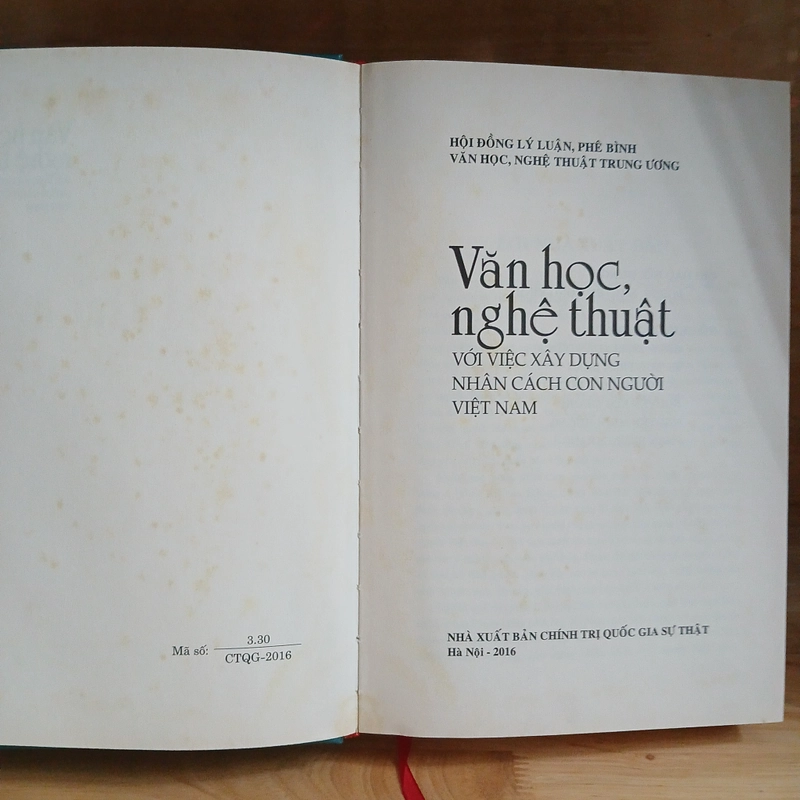 Mã số: 3.30
CTQG-2016
HỘI ĐỒNG LÝ LUẬN, PHÊ BÌNH
VĂN HỌC, NGHỆ THUẬT TRUNG ƯƠNG
Văn học,
nghệ thuật
VỚI VIỆC XÂY DỰNG
NHÂN CÁCH CON NGƯỜI
VIỆT NAM
NHÀ XUẤT BẢN CHÍNH TRỊ QUỐC GIA SỰ THẬT
Hà Nội - 2016